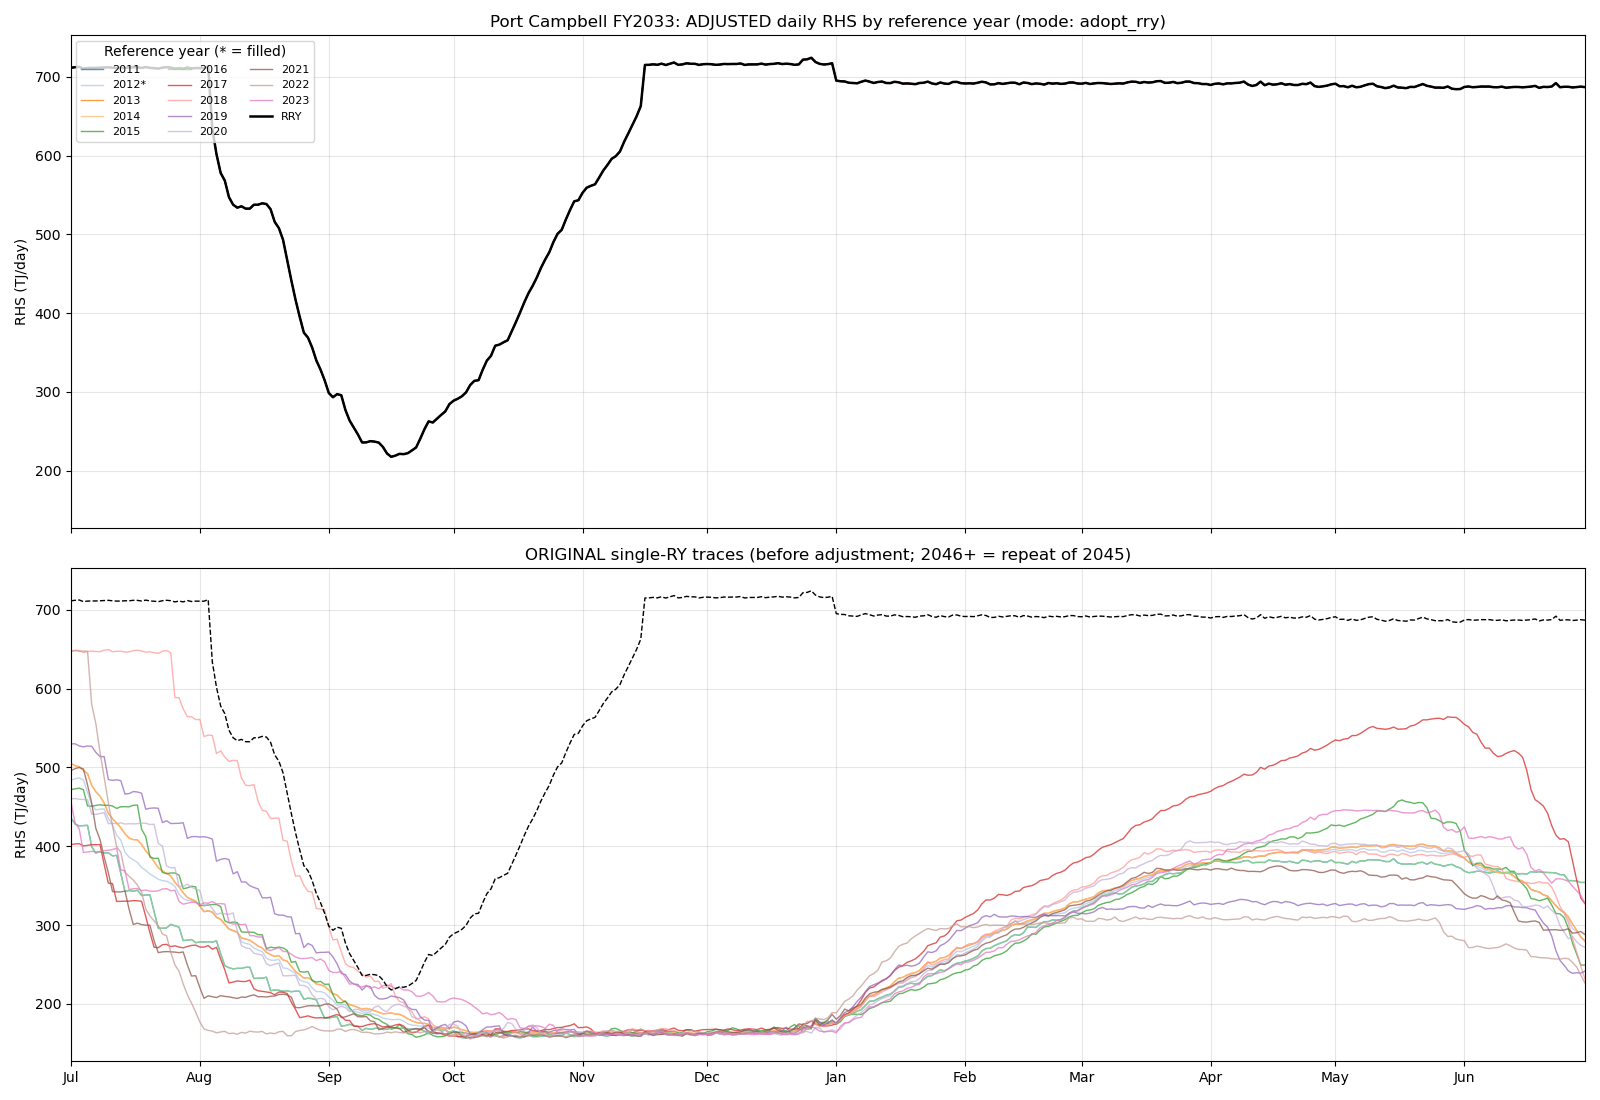 Port Campbell FY2033: ADJUSTED daily RHS by reference year (mode: adopt_rry)
Reference year (* = filled)
2011 2016 2021
2012* 2017 2022
2013 2018 2023
2014 2019 RRY
2015 2020
RHS (TJ/day)
700
600
500
400
300
200
ORIGINAL single-RY traces (before adjustment; 2046+ = repeat of 2045)
RHS (TJ/day)
700
600
500
400
300
200
Jul Aug Sep Oct Nov Dec Jan Feb Mar Apr May Jun